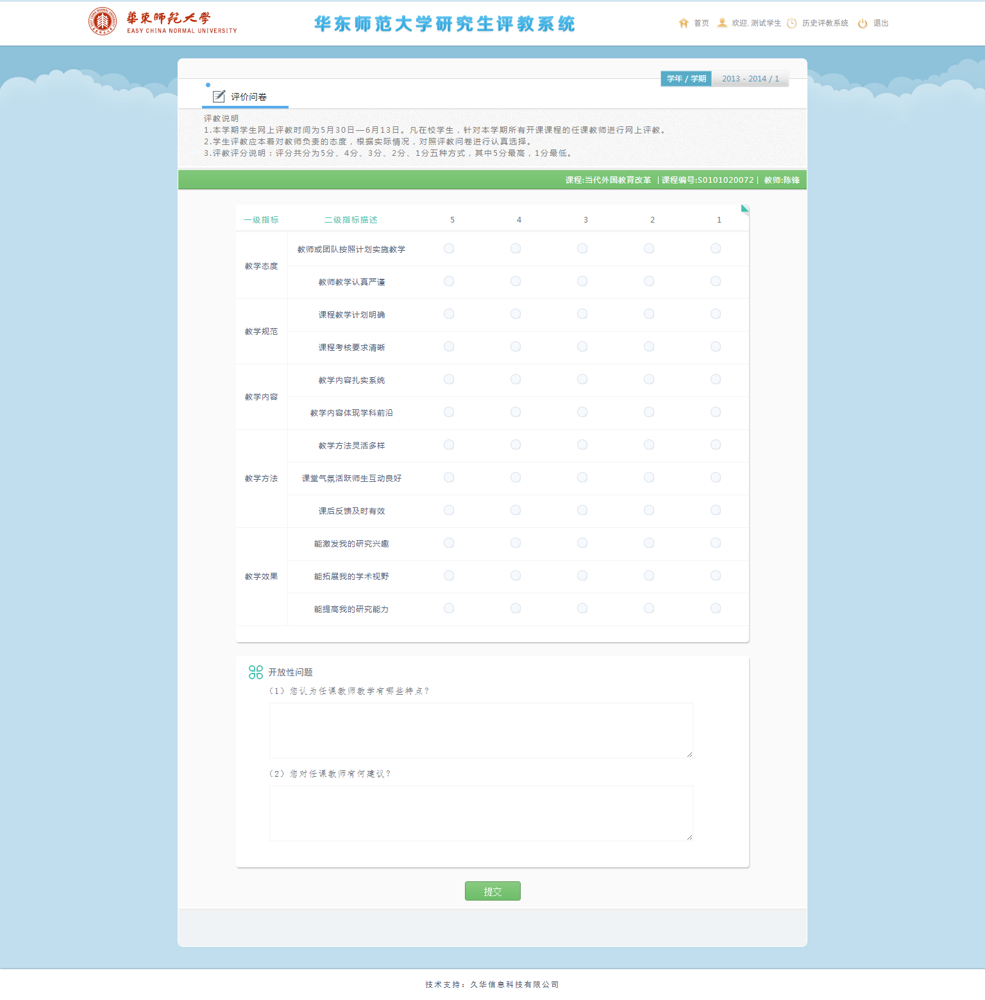 華東師範大學
EASY CHINA NORMAL UNIVERSITY
华东师范大学研究生评教系统
首页 欢迎, 测试学生 历史评教系统 退出
学年 / 学期 2013 - 2014 / 1
评价问卷
评教说明
1.本学期学生网上评教时间为5月30日—6月13日。凡在校学生，针对本学期所有开课课程的任课教师进行网上评教。
2.学生评教应本着对教师负责的态度，根据实际情况，对照评教问卷进行认真选择。
3.评教评分说明：评分共分为5分、4分、3分、2分、1分五种方式，其中5分最高，1分最低。
课程:当代外国教育改革 | 课程编号:S0101020072 | 教师:陈锋
一级指标 二级指标描述 5 4 3 2 1
教学态度
教师或团队按照计划实施教学
教师教学认真严谨
教学规范
课程教学计划明确
课程考核要求清晰
教学内容
教学内容扎实系统
教学内容体现学科前沿
教学方法
教学方法灵活多样
课堂气氛活跃师生互动良好
课后反馈及时有效
教学效果
能激发我的研究兴趣
能拓展我的学术视野
能提高我的研究能力
开放性问题
（1）您认为任课教师教学有哪些特点？
（2）您对任课教师有何建议？
提交
技术支持：久华信息科技有限公司